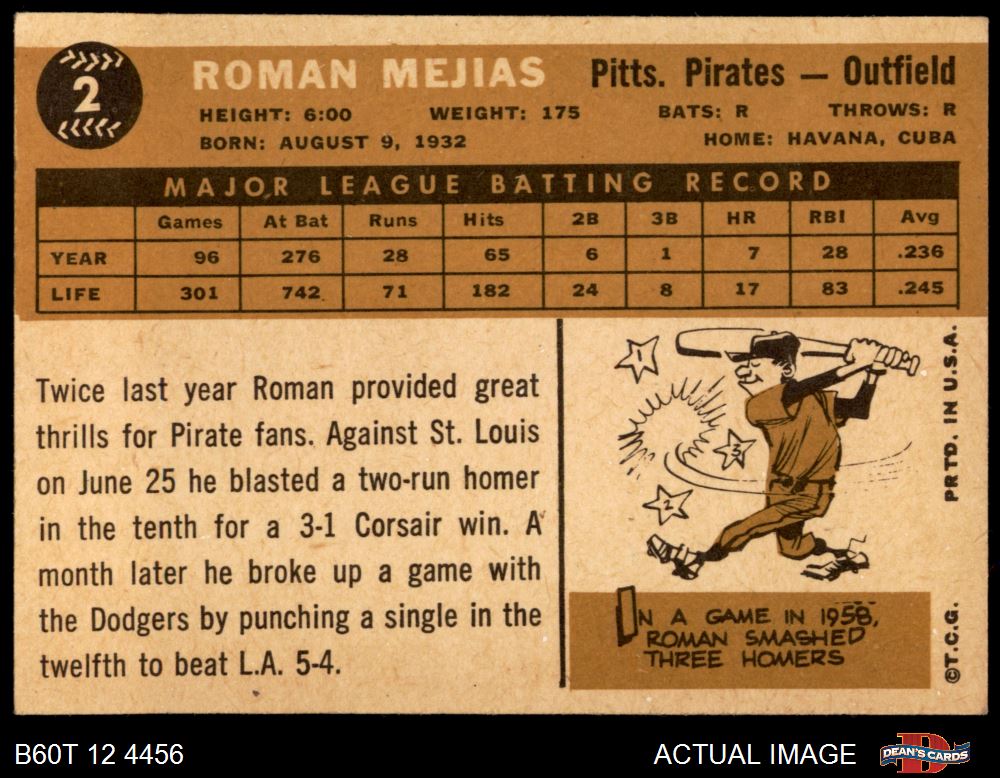 2
ROMAN MEJIAS Pitts. Pirates — Outfield
HEIGHT: 6:00 WEIGHT: 175 BATS: R THROWS: R
BORN: AUGUST 9, 1932 HOME: HAVANA, CUBA
MAJOR LEAGUE BATTING RECORD
Games At Bat Runs Hits 2B 3B HR RBI Avg
YEAR 96 276 28 65 6 1 7 28 .236
LIFE 301 742 71 182 24 8 17 83 .245
Twice last year Roman provided great
thrills for Pirate fans. Against St. Louis
on June 25 he blasted a two-run homer
in the tenth for a 3-1 Corsair win. A
month later he broke up a game with
the Dodgers by punching a single in the
twelfth to beat L.A. 5-4.
1
3
2
IN A GAME IN 1958,
ROMAN SMASHED
THREE HOMERS
©T.C.G. PRTD. IN U.S.A.
B60T 12 4456 ACTUAL IMAGE DEAN'S CARDS